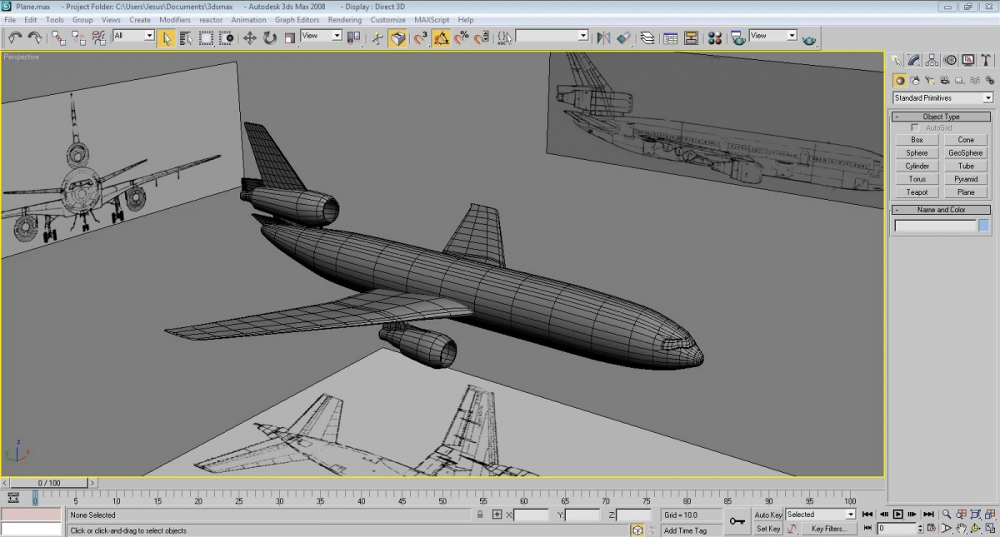 Plane.max - Project Folder: C:\Users\Jesus\Documents\3dsmax - Autodesk 3ds Max 2008 - Display : Direct 3D
File Edit Tools Group Views Create Modifiers reactor Animation Graph Editors Rendering Customize MAXScript Help
All View 3 % ABC View
Perspective
Standard Primitives
- Object Type
AutoGrid
Box Cone
Sphere GeoSphere
Cylinder Tube
Torus Pyramid
Teapot Plane
- Name and Color
z
x
y
< 0 / 100 >
0 5 10 15 20 25 30 35 40 45 50 55 60 65 70 75 80 85 90 95 100
None Selected X: Y: Z: Grid = 10.0 Auto Key Selected
Click or click-and-drag to select objects Add Time Tag Set Key Key Filters... 0